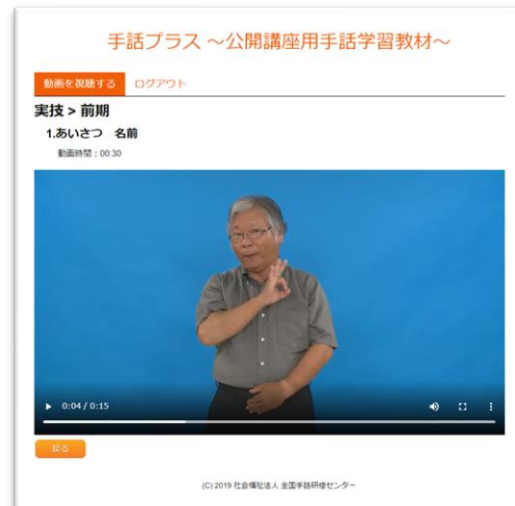 手話プラス ～公開講座用手話学習教材～
動画を視聴する ログアウト
実技 > 前期
1.あいさつ 名前
動画時間：00:30
0:04 / 0:15
戻る
(C) 2019 社会福祉法人 全国手話研修センター